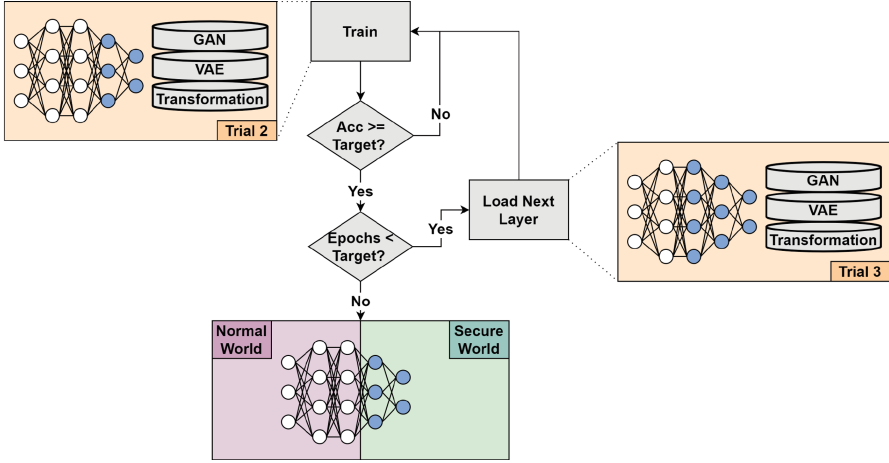 GAN
VAE
Transformation
Trial 2
Train
No
Acc >=
Target?
Yes
Epochs <
Target?
Yes
Load Next
Layer
GAN
VAE
Transformation
Trial 3
No
Normal
World
Secure
World